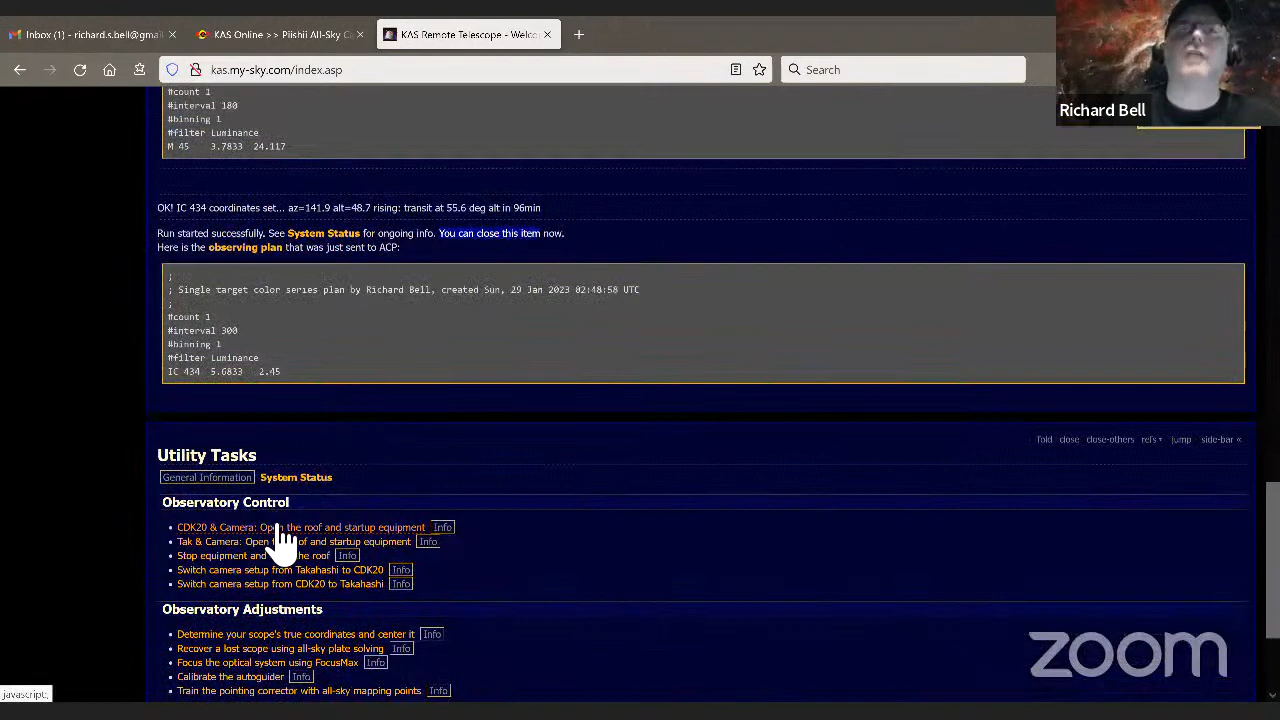 Inbox (1) - richard.s.bell@gmai
KAS Online >> Piishii All-Sky Ca
KAS Remote Telescope - Welco
kas.my-sky.com/index.asp
Search
Richard Bell
#count 1
#interval 180
#binning 1
#filter Luminance
M 45 3.7833 24.117
OK! IC 434 coordinates set... az=141.9 alt=48.7 rising: transit at 55.6 deg alt in 96min
Run started successfully. See System Status for ongoing info. You can close this item now.
Here is the observing plan that was just sent to ACP:
;
; Single target color series plan by Richard Bell, created Sun, 29 Jan 2023 02:48:58 UTC
;
#count 1
#interval 300
#binning 1
#filter Luminance
IC 434 5.6833 2.45
fold close close-others refs jump side-bar «
Utility Tasks
General Information System Status
Observatory Control
• CDK20 & Camera: Open the roof and startup equipment Info
• Tak & Camera: Open of and startup equipment Info
• Stop equipment and the roof Info
• Switch camera setup from Takahashi to CDK20 Info
• Switch camera setup from CDK20 to Takahashi Info
Observatory Adjustments
• Determine your scope's true coordinates and center it Info
• Recover a lost scope using all-sky plate solving Info
• Focus the optical system using FocusMax Info
• Calibrate the autoguider Info
• Train the pointing corrector with all-sky mapping points Info
zoom
javascript: